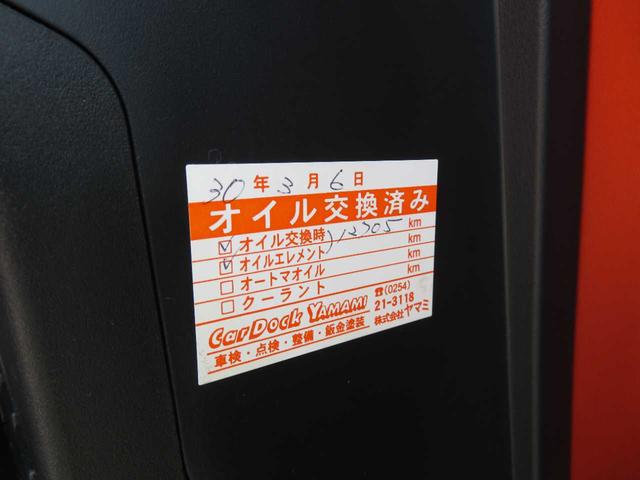 30年3月6日
オイル交換済み
☑ オイル交換時 ) 12305 km
☑ オイルエレメント km
□ オートマオイル km
□ クーラント
Car Dock YAMAMI ☎(0254) 21-3118
車検・点検・整備・鈑金塗装 株式会社ヤマミ